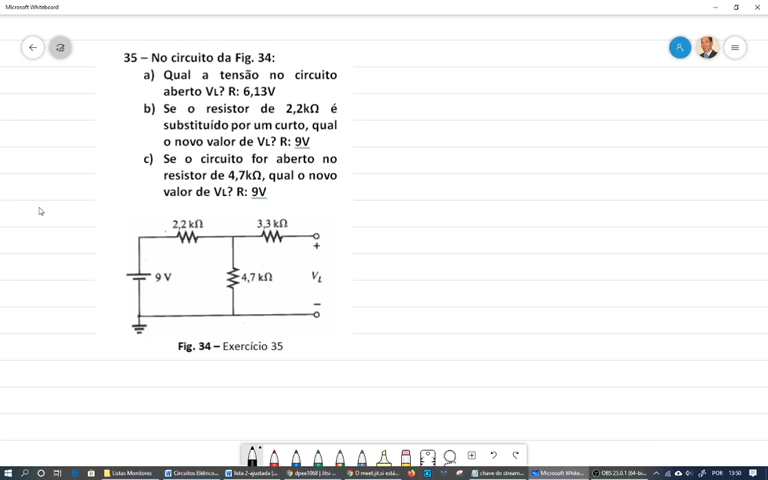 Microsoft Whiteboard
35 – No circuito da Fig. 34:
a) Qual a tensão no circuito
aberto VL? R: 6,13V
b) Se o resistor de 2,2kΩ é
substituído por um curto, qual
o novo valor de VL? R: 9V
c) Se o circuito for aberto no
resistor de 4,7kΩ, qual o novo
valor de VL? R: 9V
2,2 kΩ 3,3 kΩ
+
9 V 4,7 kΩ VL
–
Fig. 34 – Exercício 35
Listas Monitores Circuitos Elétrico... lista 2-ajustada [... dpee1068 | Jitsi ... O meet.jit.si está... chave do stream... Microsoft White... OBS 25.0.1 (64-bi... POR 13:50